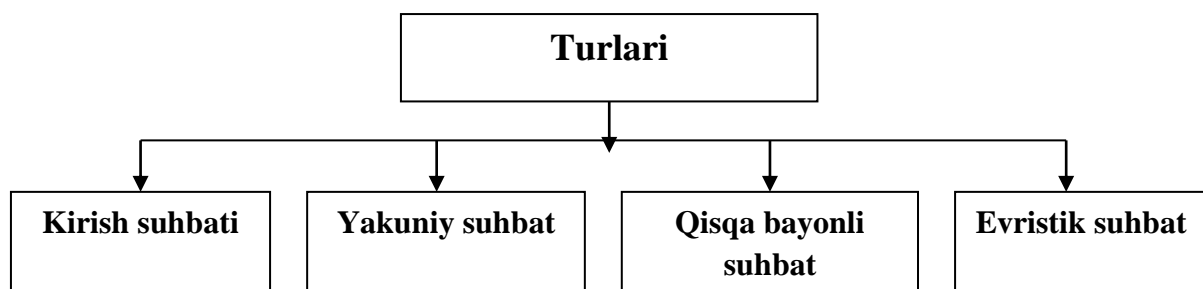 Turlari
Kirish suhbati
Yakuniy suhbat
Qisqa bayonli
suhbat
Evristik suhbat